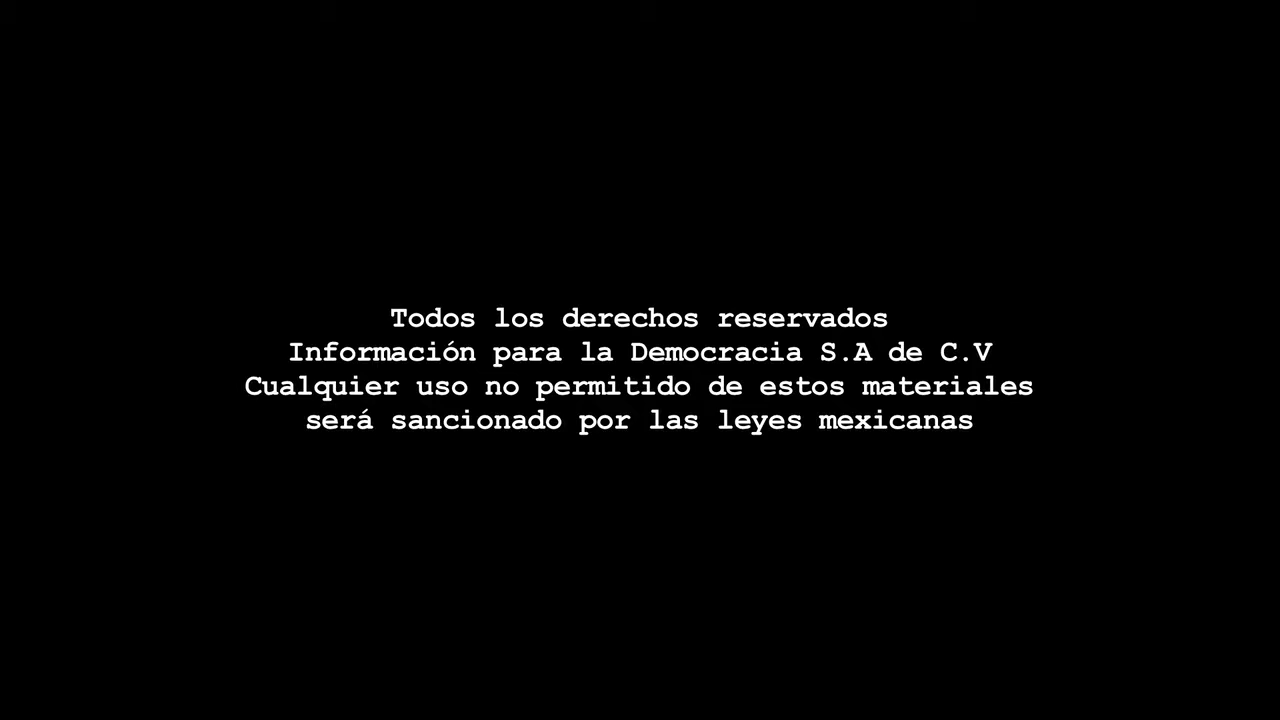 Todos los derechos reservados
Información para la Democracia S.A de C.V
Cualquier uso no permitido de estos materiales
será sancionado por las leyes mexicanas